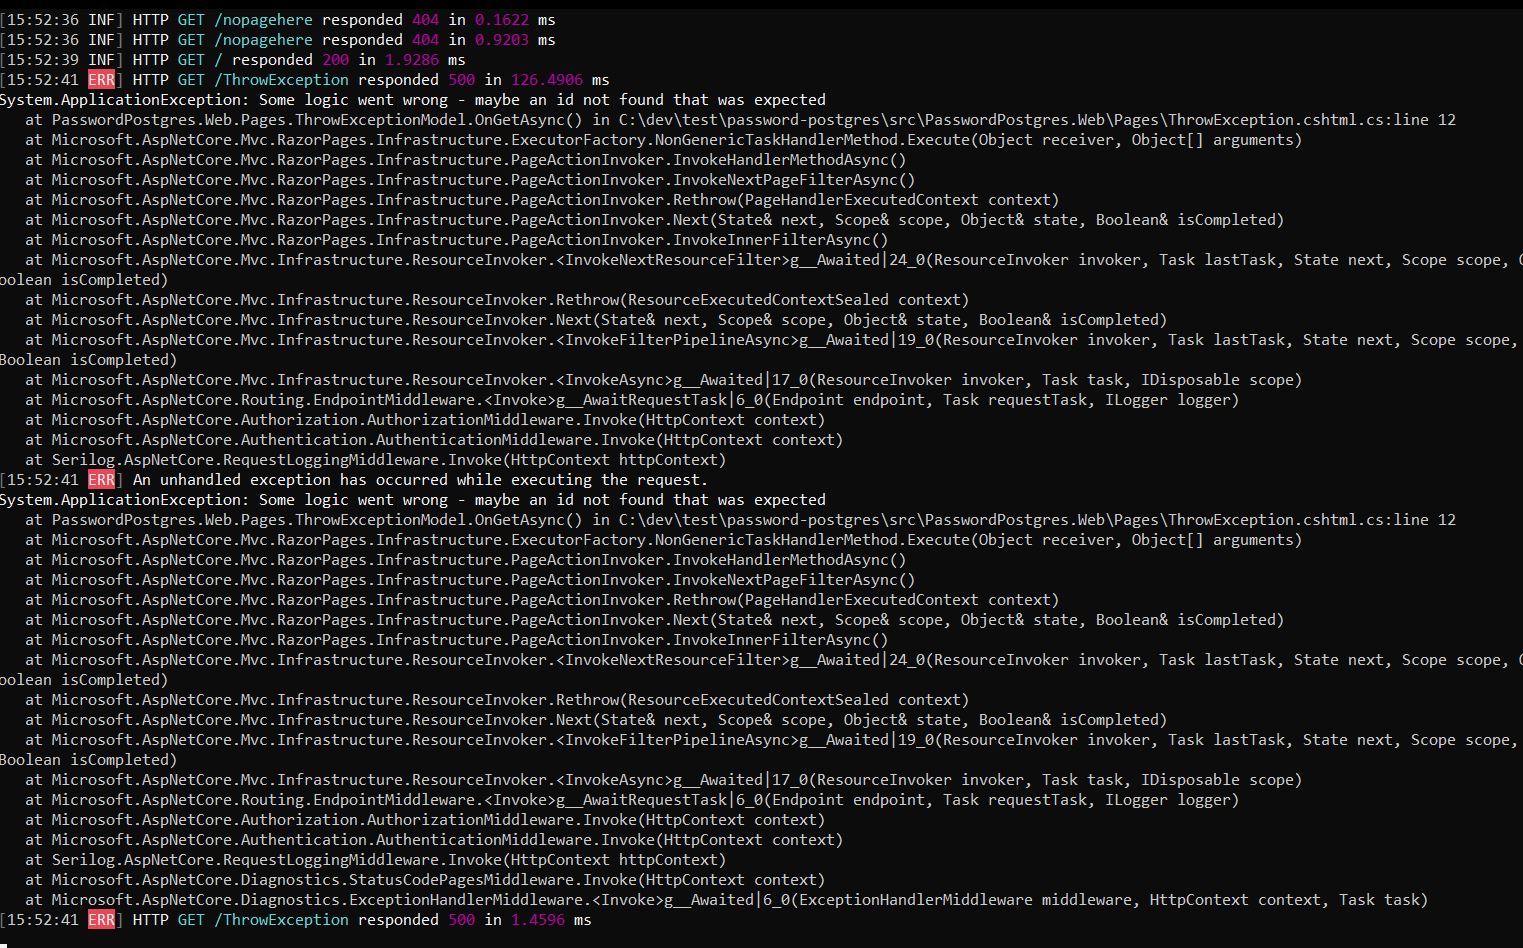 [15:52:36 INF] HTTP GET /nopagehere responded 404 in 0.1622 ms
[15:52:36 INF] HTTP GET /nopagehere responded 404 in 0.9203 ms
[15:52:39 INF] HTTP GET / responded 200 in 1.9286 ms
[15:52:41 ERR] HTTP GET /ThrowException responded 500 in 126.4906 ms
System.ApplicationException: Some logic went wrong - maybe an id not found that was expected
   at PasswordPostgres.Web.Pages.ThrowExceptionModel.OnGetAsync() in C:\dev\test\password-postgres\src\PasswordPostgres.Web\Pages\ThrowException.cshtml.cs:line 12
   at Microsoft.AspNetCore.Mvc.RazorPages.Infrastructure.ExecutorFactory.NonGenericTaskHandlerMethod.Execute(Object receiver, Object[] arguments)
   at Microsoft.AspNetCore.Mvc.RazorPages.Infrastructure.PageActionInvoker.InvokeHandlerMethodAsync()
   at Microsoft.AspNetCore.Mvc.RazorPages.Infrastructure.PageActionInvoker.InvokeNextPageFilterAsync()
   at Microsoft.AspNetCore.Mvc.RazorPages.Infrastructure.PageActionInvoker.Rethrow(PageHandlerExecutedContext context)
   at Microsoft.AspNetCore.Mvc.RazorPages.Infrastructure.PageActionInvoker.Next(State& next, Scope& scope, Object& state, Boolean& isCompleted)
   at Microsoft.AspNetCore.Mvc.RazorPages.Infrastructure.PageActionInvoker.InvokeInnerFilterAsync()
   at Microsoft.AspNetCore.Mvc.Infrastructure.ResourceInvoker.<InvokeNextResourceFilter>g__Awaited|24_0(ResourceInvoker invoker, Task lastTask, State next, Scope scope,
oolean isCompleted)
   at Microsoft.AspNetCore.Mvc.Infrastructure.ResourceInvoker.Rethrow(ResourceExecutedContextSealed context)
   at Microsoft.AspNetCore.Mvc.Infrastructure.ResourceInvoker.Next(State& next, Scope& scope, Object& state, Boolean& isCompleted)
   at Microsoft.AspNetCore.Mvc.Infrastructure.ResourceInvoker.<InvokeFilterPipelineAsync>g__Awaited|19_0(ResourceInvoker invoker, Task lastTask, State next, Scope scope,
Boolean isCompleted)
   at Microsoft.AspNetCore.Mvc.Infrastructure.ResourceInvoker.<InvokeAsync>g__Awaited|17_0(ResourceInvoker invoker, Task task, IDisposable scope)
   at Microsoft.AspNetCore.Routing.EndpointMiddleware.<Invoke>g__AwaitRequestTask|6_0(Endpoint endpoint, Task requestTask, ILogger logger)
   at Microsoft.AspNetCore.Authorization.AuthorizationMiddleware.Invoke(HttpContext context)
   at Microsoft.AspNetCore.Authentication.AuthenticationMiddleware.Invoke(HttpContext context)
   at Serilog.AspNetCore.RequestLoggingMiddleware.Invoke(HttpContext httpContext)
[15:52:41 ERR] An unhandled exception has occurred while executing the request.
System.ApplicationException: Some logic went wrong - maybe an id not found that was expected
   at PasswordPostgres.Web.Pages.ThrowExceptionModel.OnGetAsync() in C:\dev\test\password-postgres\src\PasswordPostgres.Web\Pages\ThrowException.cshtml.cs:line 12
   at Microsoft.AspNetCore.Mvc.RazorPages.Infrastructure.ExecutorFactory.NonGenericTaskHandlerMethod.Execute(Object receiver, Object[] arguments)
   at Microsoft.AspNetCore.Mvc.RazorPages.Infrastructure.PageActionInvoker.InvokeHandlerMethodAsync()
   at Microsoft.AspNetCore.Mvc.RazorPages.Infrastructure.PageActionInvoker.InvokeNextPageFilterAsync()
   at Microsoft.AspNetCore.Mvc.RazorPages.Infrastructure.PageActionInvoker.Rethrow(PageHandlerExecutedContext context)
   at Microsoft.AspNetCore.Mvc.RazorPages.Infrastructure.PageActionInvoker.Next(State& next, Scope& scope, Object& state, Boolean& isCompleted)
   at Microsoft.AspNetCore.Mvc.RazorPages.Infrastructure.PageActionInvoker.InvokeInnerFilterAsync()
   at Microsoft.AspNetCore.Mvc.Infrastructure.ResourceInvoker.<InvokeNextResourceFilter>g__Awaited|24_0(ResourceInvoker invoker, Task lastTask, State next, Scope scope,
oolean isCompleted)
   at Microsoft.AspNetCore.Mvc.Infrastructure.ResourceInvoker.Rethrow(ResourceExecutedContextSealed context)
   at Microsoft.AspNetCore.Mvc.Infrastructure.ResourceInvoker.Next(State& next, Scope& scope, Object& state, Boolean& isCompleted)
   at Microsoft.AspNetCore.Mvc.Infrastructure.ResourceInvoker.<InvokeFilterPipelineAsync>g__Awaited|19_0(ResourceInvoker invoker, Task lastTask, State next, Scope scope,
Boolean isCompleted)
   at Microsoft.AspNetCore.Mvc.Infrastructure.ResourceInvoker.<InvokeAsync>g__Awaited|17_0(ResourceInvoker invoker, Task task, IDisposable scope)
   at Microsoft.AspNetCore.Routing.EndpointMiddleware.<Invoke>g__AwaitRequestTask|6_0(Endpoint endpoint, Task requestTask, ILogger logger)
   at Microsoft.AspNetCore.Authorization.AuthorizationMiddleware.Invoke(HttpContext context)
   at Microsoft.AspNetCore.Authentication.AuthenticationMiddleware.Invoke(HttpContext context)
   at Serilog.AspNetCore.RequestLoggingMiddleware.Invoke(HttpContext httpContext)
   at Microsoft.AspNetCore.Diagnostics.StatusCodePagesMiddleware.Invoke(HttpContext context)
   at Microsoft.AspNetCore.Diagnostics.ExceptionHandlerMiddleware.<Invoke>g__Awaited|6_0(ExceptionHandlerMiddleware middleware, HttpContext context, Task task)
[15:52:41 ERR] HTTP GET /ThrowException responded 500 in 1.4596 ms